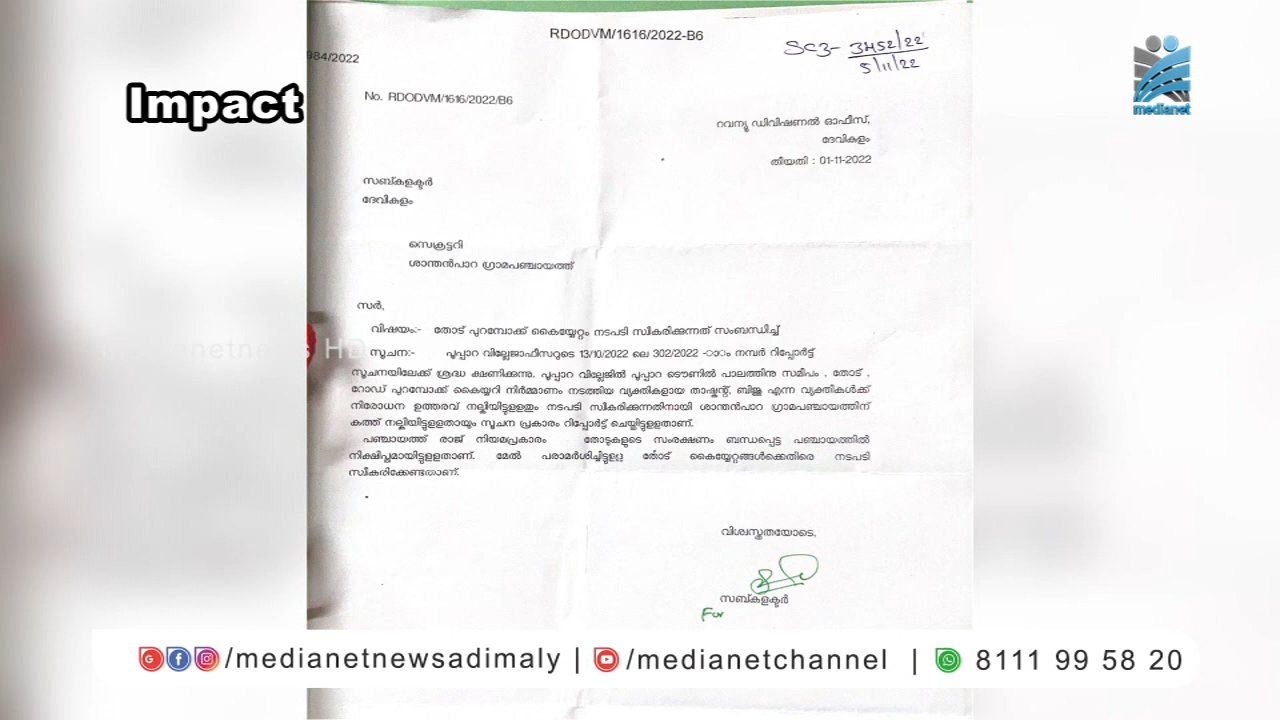 RDODVM/1616/2022-B6
SC3- 3452/22
5/11/22
984/2022
Impact
medianet
No. RDODVM/1616/2022/B6
റവന്യൂ ഡിവിഷണൽ ഓഫീസ്,
ദേവികുളം
തീയതി : 01-11-2022
സബ്കളക്ടർ
ദേവികുളം
സെക്രട്ടറി
ശാന്തൻപാറ ഗ്രാമപഞ്ചായത്ത്
സർ,
വിഷയം:- തോട് പുറമ്പോക്ക് കൈയ്യേറ്റം നടപടി സ്വീകരിക്കുന്നത് സംബന്ധിച്ച്
സൂചന:- പൂപ്പാറ വില്ലേജാഫീസറുടെ 13/10/2022 ലെ 302/2022 -ാം നമ്പർ റിപ്പോർട്ട്
സൂചനയിലേക്ക് ശ്രദ്ധ ക്ഷണിക്കുന്നു. പൂപ്പാറ വില്ലേജിൽ പൂപ്പാറ ടൌണിൽ പാലത്തിനു സമീപം , തോട് ,
റോഡ് പുറമ്പോക്ക് കൈയ്യറി നിർമ്മാണം നടത്തിയ വ്യക്തികളായ താഷ്കന്റ്, ബിജു എന്ന വ്യക്തികൾക്ക്
നിരോധന ഉത്തരവ് നല്കിയിട്ടുള്ളതും നടപടി സ്വീകരിക്കുന്നതിനായി ശാന്തൻപാറ ഗ്രാമപഞ്ചായത്തിന്
കത്ത് നല്കിയിട്ടുള്ളതായും സൂചന പ്രകാരം റിപ്പോർട്ട് ചെയ്തിട്ടുള്ളതാണ്.
പഞ്ചായത്ത് രാജ് നിയമപ്രകാരം തോടുകളുടെ സംരക്ഷണം ബന്ധപ്പെട്ട പഞ്ചായത്തിൽ
നിക്ഷിപ്തമായിട്ടുള്ളതാണ്. മേൽ പരാമർശിച്ചിട്ടുള്ള തോട് കൈയ്യേറ്റങ്ങൾക്കെതിരെ നടപടി
സ്വീകരിക്കേണ്ടതാണ്.
വിശ്വസ്തതയോടെ,
സബ്കളക്ടർ
For
/medianetnewsadimaly | /medianetchannel | 8111 99 58 20